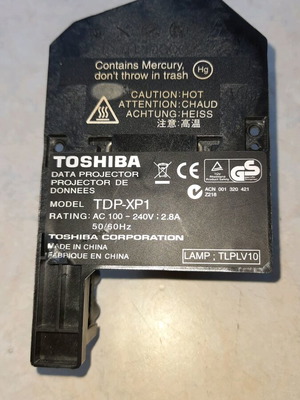 Contains Mercury,
don't throw in trash
Hg
CAUTION:HOT
ATTENTION:CHAUD
ACHTUNG:HEISS
注意:高温
TOSHIBA
DATA PROJECTOR
PROJECTOR DE
DONNEES
MODEL TDP-XP1
RATING: AC 100 - 240V ; 2.8A
50/60Hz
TOSHIBA CORPORATION
MADE IN CHINA
FABRIQUE EN CHINA
CE
GS
ACN 001 320 421
Z218
LAMP ; TLPLV10